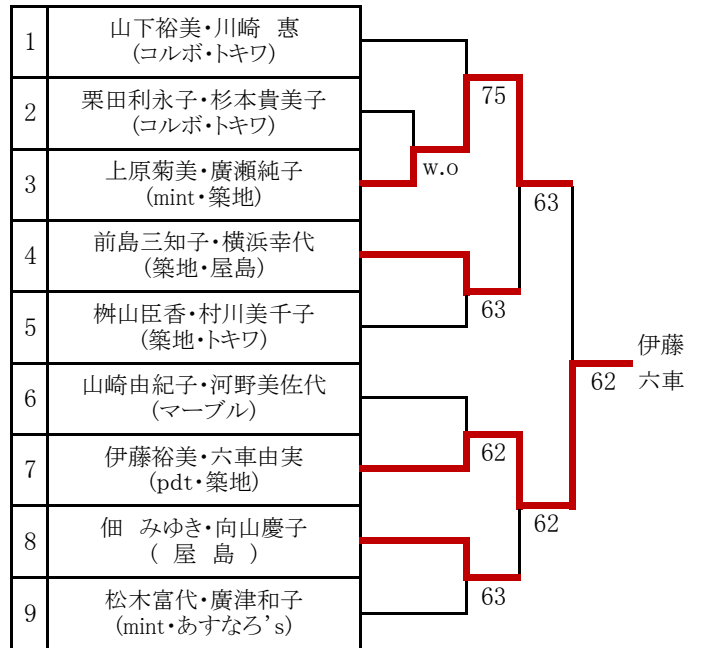 1
山下裕美・川崎 惠
(コルボ・トキワ)
2
栗田利永子・杉本貴美子
(コルボ・トキワ)
3
上原菊美・廣瀬純子
(mint・築地)
4
前島三知子・横浜幸代
(築地・屋島)
5
桝山臣香・村川美千子
(築地・トキワ)
6
山崎由紀子・河野美佐代
(マーブル)
7
伊藤裕美・六車由実
(pdt・築地)
8
佃 みゆき・向山慶子
( 屋 島 )
9
松木富代・廣津和子
(mint・あすなろ's)
75
w.o
63
63
62
62
63
62
伊藤
六車